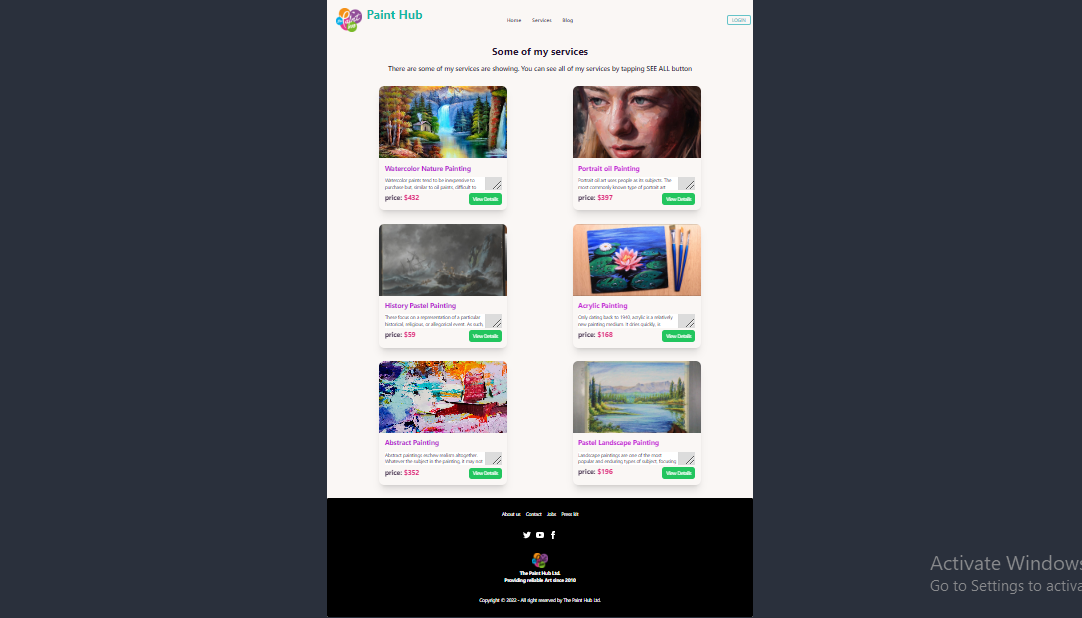 Paint Hub
Home Services Blog
LOGIN
Some of my services
There are some of my services are showing. You can see all of my services by tapping SEE ALL button
Watercolor Nature Painting
Watercolor paints tend to be inexpensive to
purchase but, similar to oil paints, difficult to
price: $432
View Details
Portrait oil Painting
Portrait oil art uses people as its subjects. The
most commonly known type of portrait art
price: $397
View Details
History Pastel Painting
These focus on a representation of a particular
historical, religious, or allegorical event. As such,
price: $59
View Details
Acrylic Painting
Only dating back to 1940, acrylic is a relatively
new painting medium. It dries quickly, is
price: $168
View Details
Abstract Painting
Abstract paintings eschew realism altogether.
Whatever the subject is the painting, it may not
price: $352
View Details
Pastel Landscape Painting
Landscape paintings are one of the most
popular and enduring types of subject, focusing
price: $196
View Details
About us Contact Jobs Press kit
The Paint Hub Ltd.
Providing reliable Art since 2010
Copyright © 2022 - All right reserved by The Paint Hub Ltd.
Activate Windows
Go to Settings to activa